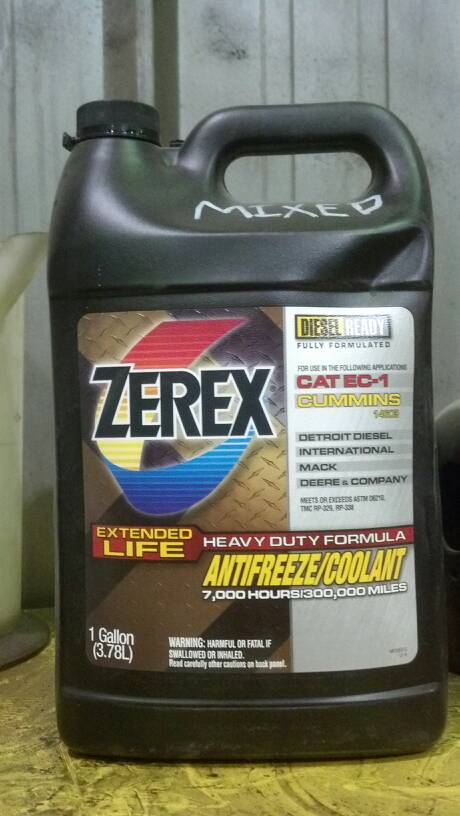 MIXED
DIESEL READY
FULLY FORMULATED
FOR USE IN THE FOLLOWING APPLICATIONS
CAT EC-1
CUMMINS
14603
DETROIT DIESEL
INTERNATIONAL
MACK
DEERE & COMPANY
MEETS OR EXCEEDS ASTM D6210,
TMC RP-329, RP-338
ZEREX
EXTENDED
LIFE
HEAVY DUTY FORMULA
ANTIFREEZE/COOLANT
7,000 HOURS/300,000 MILES
1 Gallon
(3.78L)
WARNING: HARMFUL OR FATAL IF
SWALLOWED OR INHALED.
Read carefully other cautions on back panel.